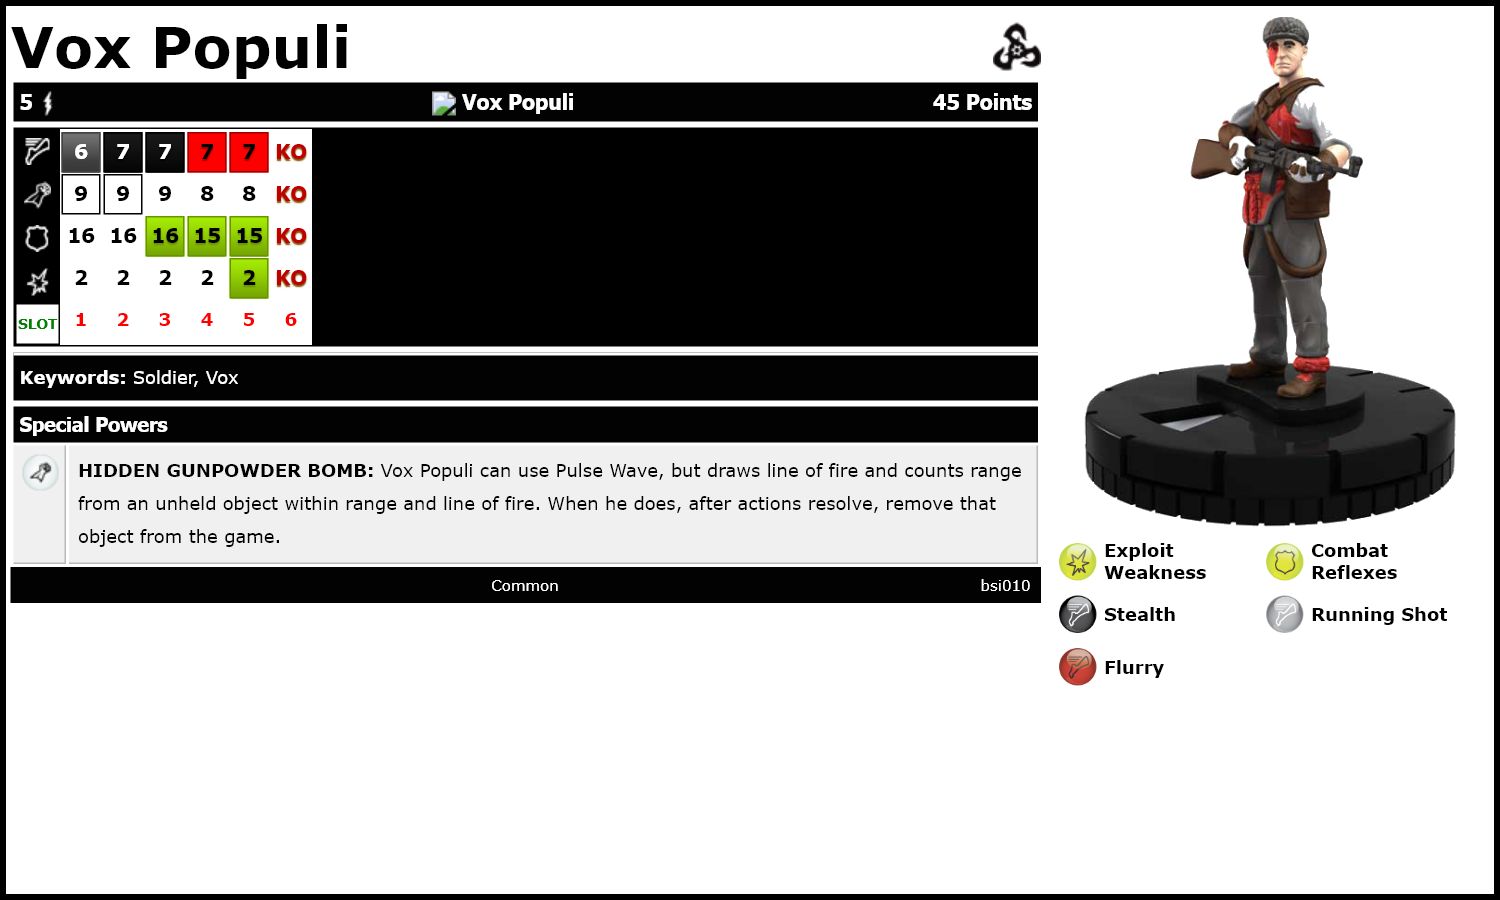 Vox Populi
5 Vox Populi 45 Points
6 7 7 7 7 KO
9 9 9 8 8 KO
16 16 16 15 15 KO
2 2 2 2 2 KO
SLOT 1 2 3 4 5 6
Keywords: Soldier, Vox
Special Powers
HIDDEN GUNPOWDER BOMB: Vox Populi can use Pulse Wave, but draws line of fire and counts range
from an unheld object within range and line of fire. When he does, after actions resolve, remove that
object from the game.
Common bsi010
Exploit
Weakness
Combat
Reflexes
Stealth
Running Shot
Flurry